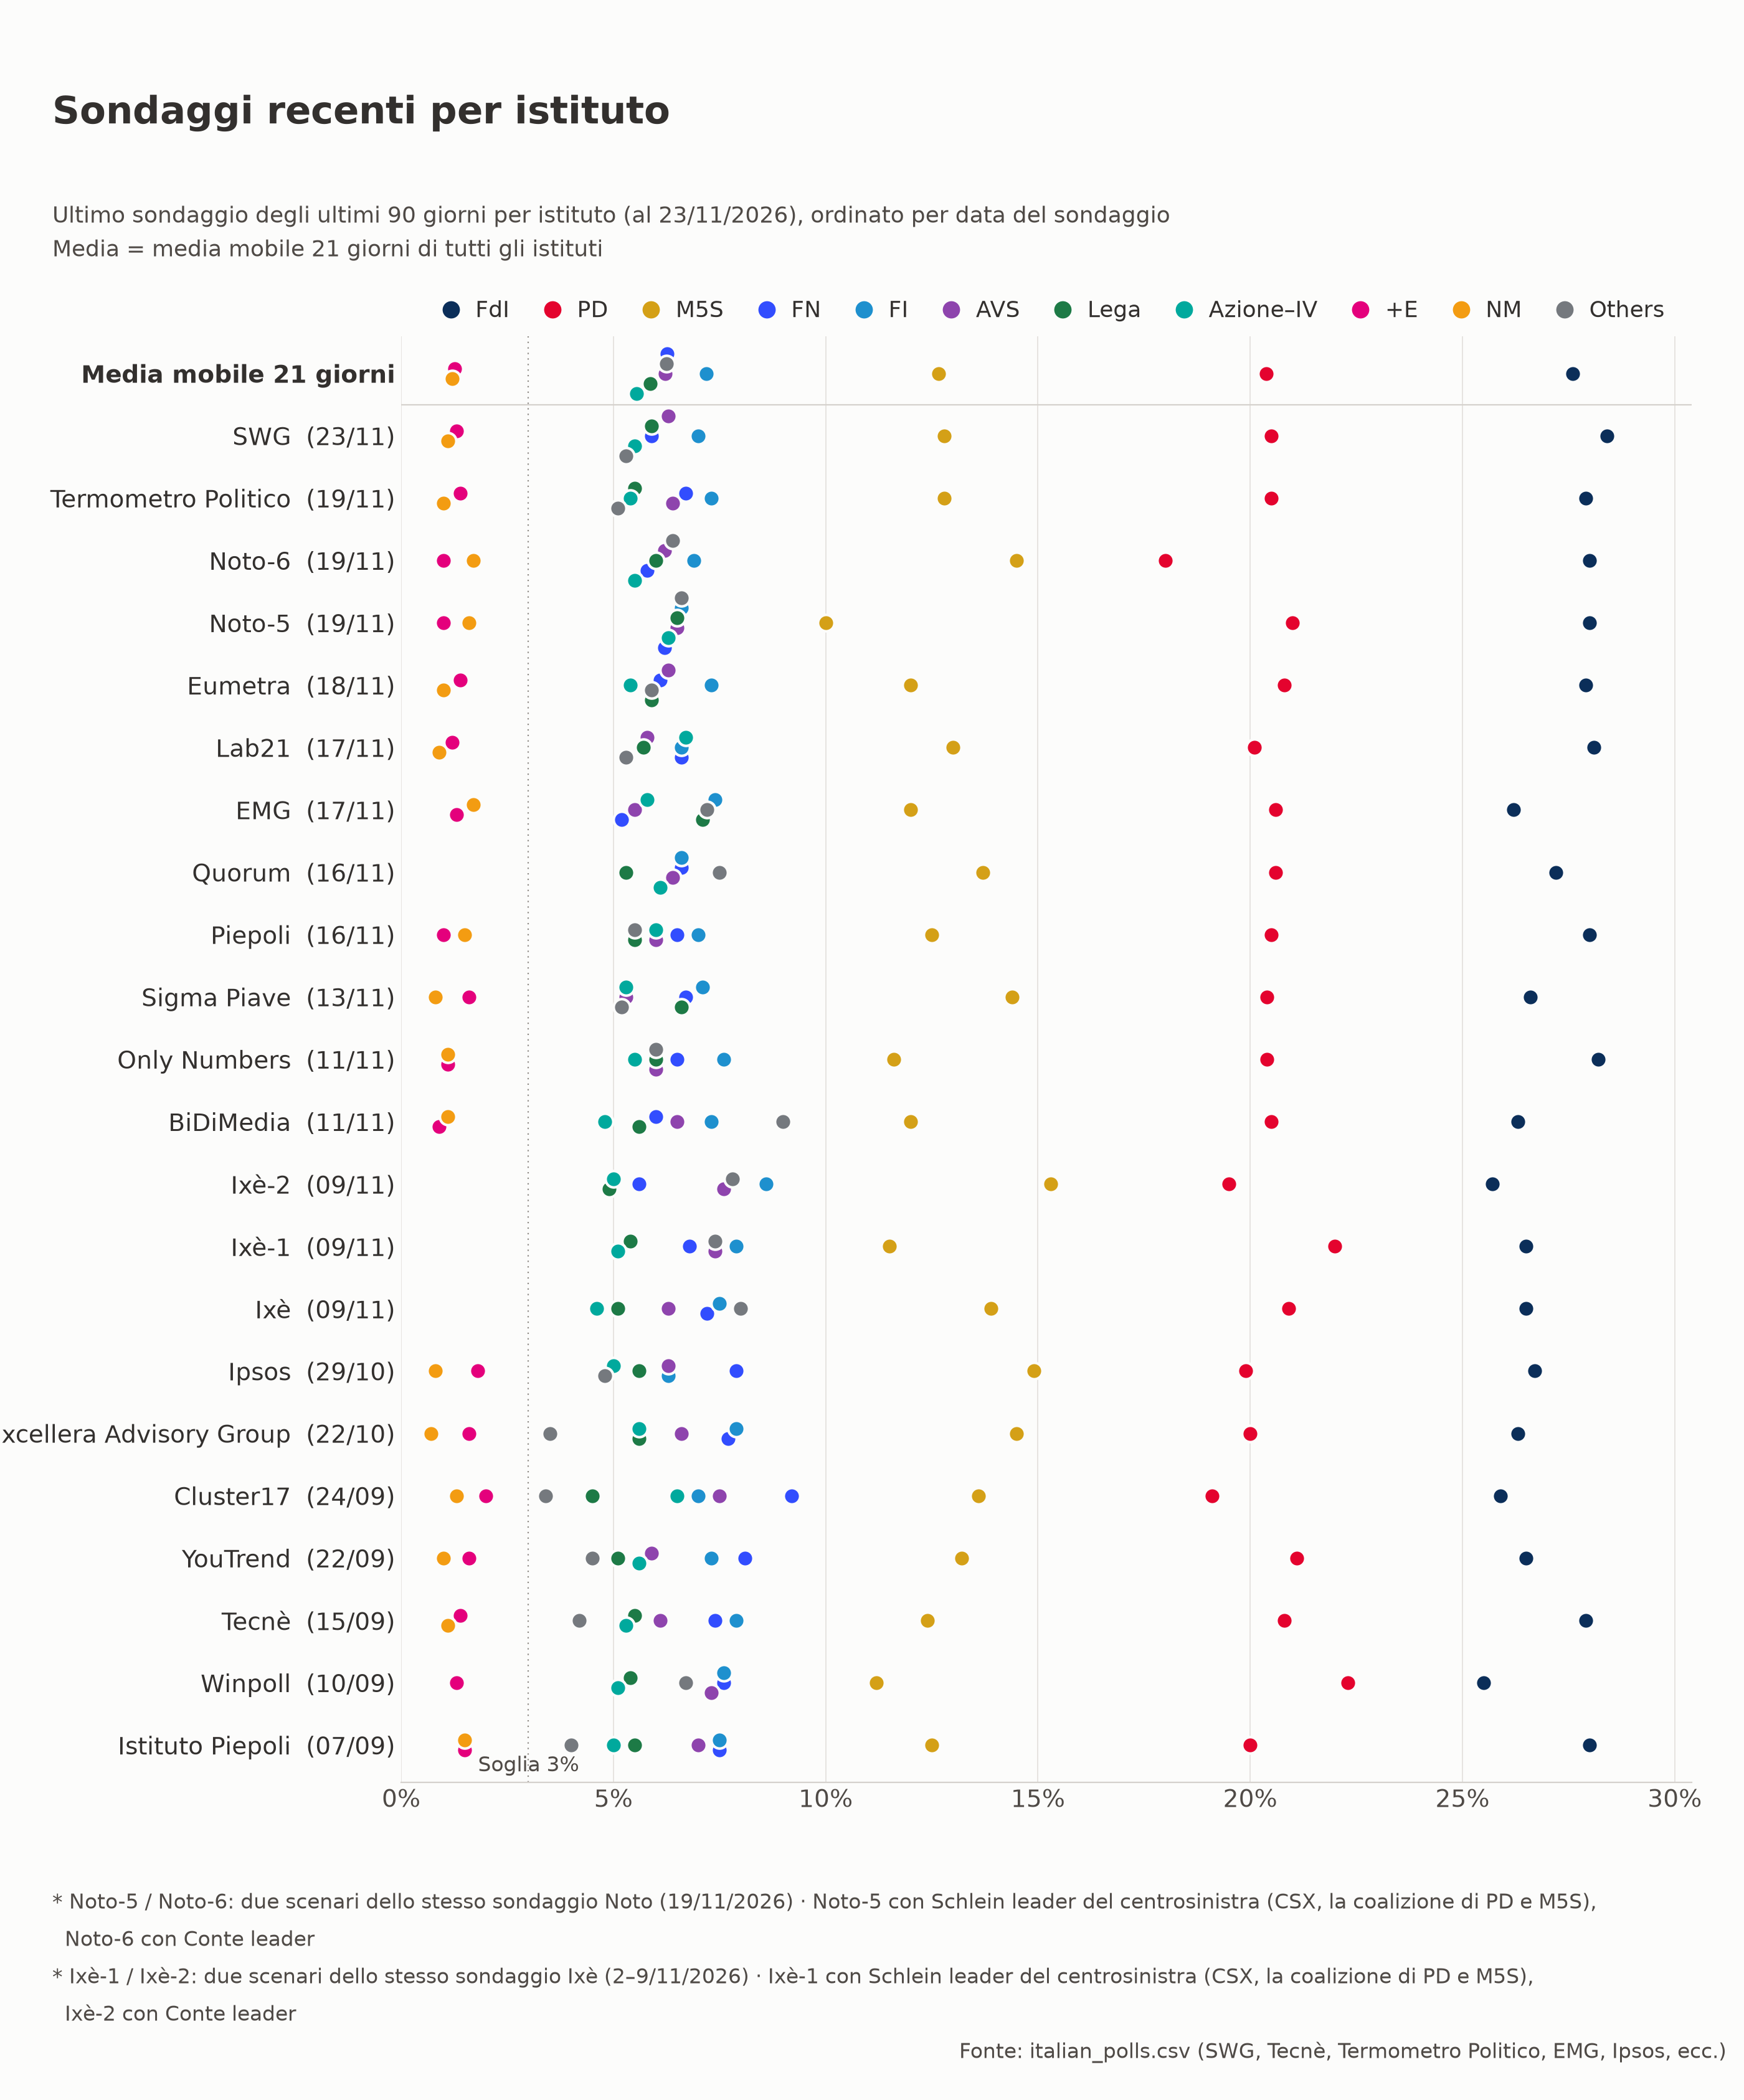 Sondaggi recenti per istituto
Ultimo sondaggio degli ultimi 90 giorni per istituto (al 23/11/2026), ordinato per data del sondaggio
Media = media mobile 21 giorni di tutti gli istituti
FdI PD M5S FN FI AVS Lega Azione–IV +E NM Others
Media mobile 21 giorni
SWG (23/11)
Termometro Politico (19/11)
Noto-6 (19/11)
Noto-5 (19/11)
Eumetra (18/11)
Lab21 (17/11)
EMG (17/11)
Quorum (16/11)
Piepoli (16/11)
Sigma Piave (13/11)
Only Numbers (11/11)
BiDiMedia (11/11)
Ixè-2 (09/11)
Ixè-1 (09/11)
Ixè (09/11)
Ipsos (29/10)
xcellera Advisory Group (22/10)
Cluster17 (24/09)
YouTrend (22/09)
Tecnè (15/09)
Winpoll (10/09)
Istituto Piepoli (07/09)
Soglia 3%
0% 5% 10% 15% 20% 25% 30%
* Noto-5 / Noto-6: due scenari dello stesso sondaggio Noto (19/11/2026) · Noto-5 con Schlein leader del centrosinistra (CSX, la coalizione di PD e M5S),
Noto-6 con Conte leader
* Ixè-1 / Ixè-2: due scenari dello stesso sondaggio Ixè (2–9/11/2026) · Ixè-1 con Schlein leader del centrosinistra (CSX, la coalizione di PD e M5S),
Ixè-2 con Conte leader
Fonte: italian_polls.csv (SWG, Tecnè, Termometro Politico, EMG, Ipsos, ecc.)